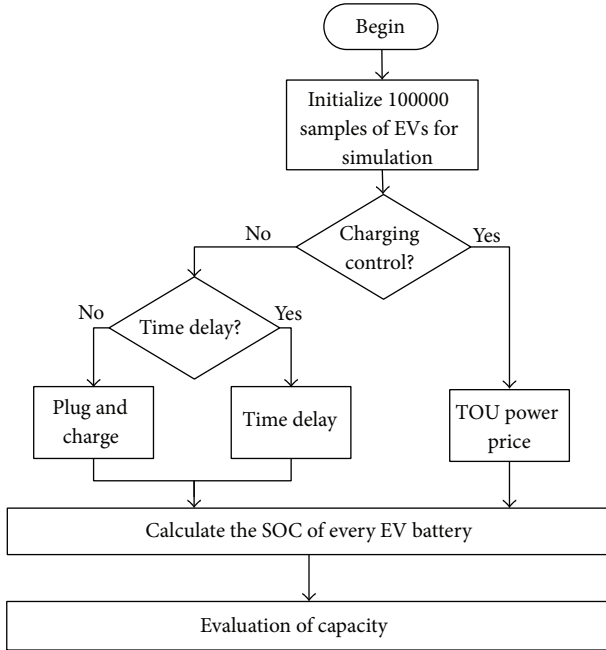 Begin
Initialize 100000
samples of EVs for
simulation
No
Charging
control?
Yes
No
Time delay?
Yes
Plug and
charge
Time delay
TOU power
price
Calculate the SOC of every EV battery
Evaluation of capacity